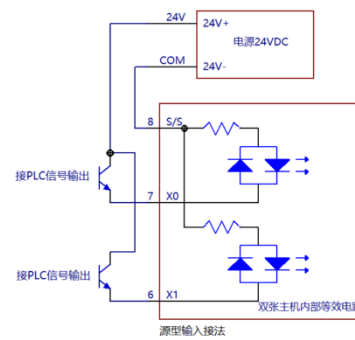 24V
24V+
电源24VDC
COM
24V-
8
S/S
接PLC信号输出
7
X0
接PLC信号输出
6
X1
双张主机内部等效电路
源型输入接法